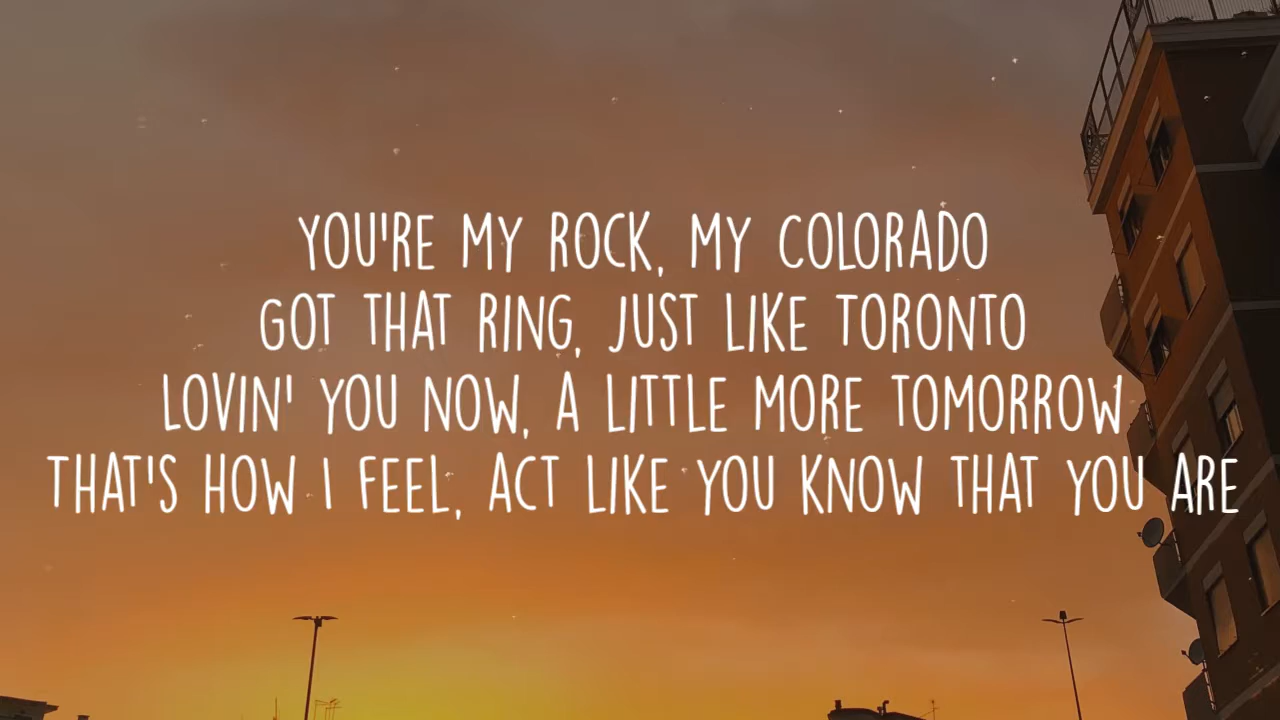 YOU'RE MY ROCK, MY COLORADO
GOT THAT RING, JUST LIKE TORONTO
LOVIN' YOU NOW, A LITTLE MORE TOMORROW
THAT'S HOW I FEEL, ACT LIKE YOU KNOW THAT YOU ARE